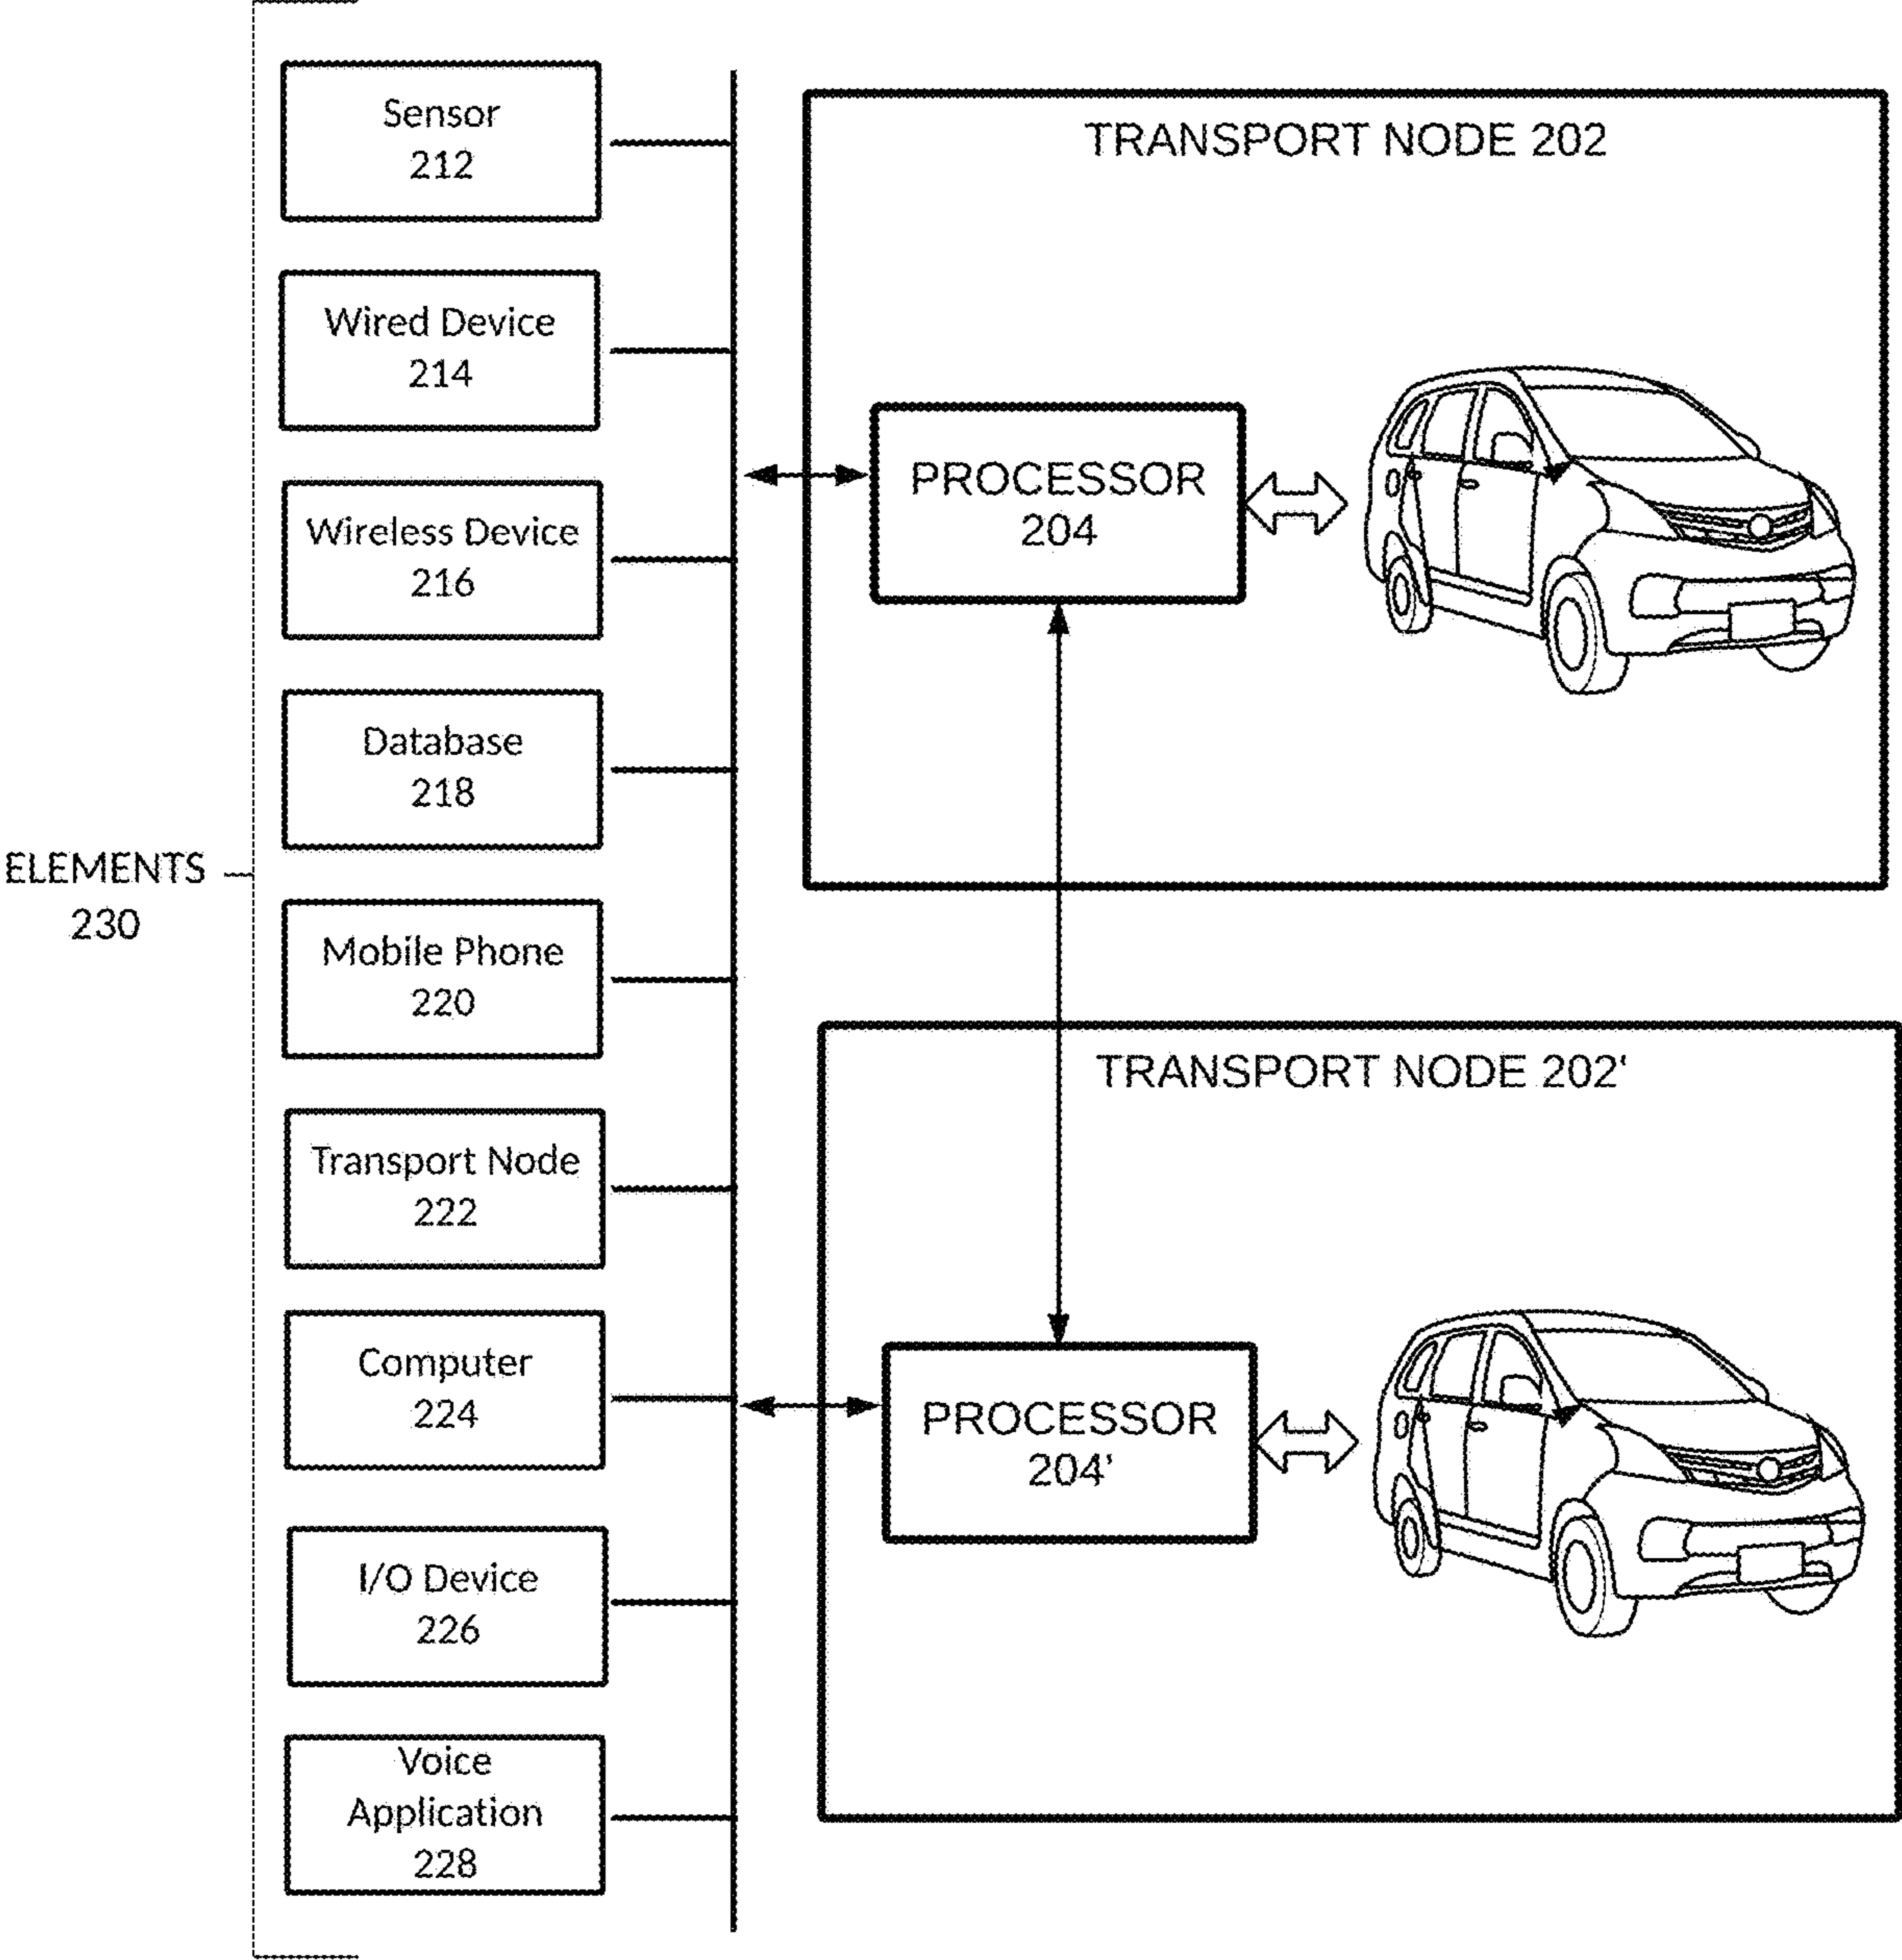 ELEMENTS
230
Sensor
212
Wired Device
214
Wireless Device
216
Database
218
Mobile Phone
220
Transport Node
222
Computer
224
I/O Device
226
Voice
Application
228
TRANSPORT NODE 202
PROCESSOR
204
TRANSPORT NODE 202‘
PROCESSOR
204’